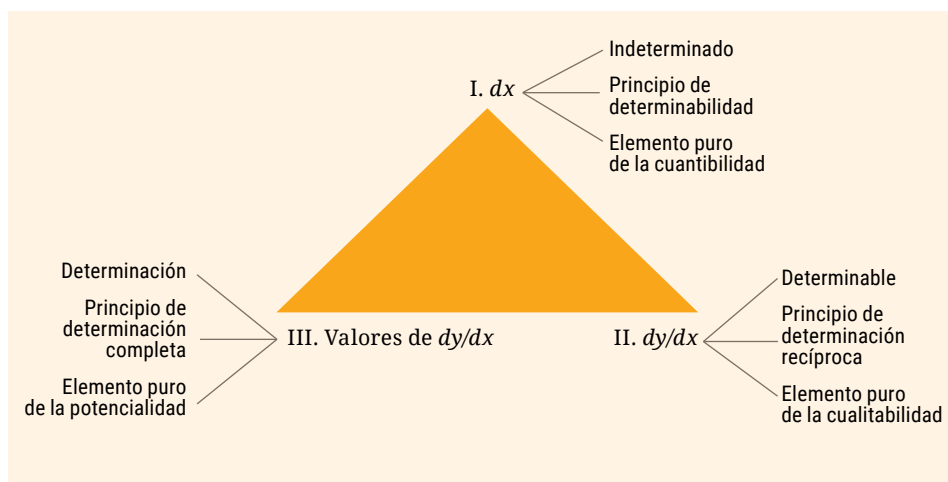 Indeterminado
I. dx
Principio de
determinabilidad
Elemento puro
de la cuantibilidad
Determinación
Principio de
determinación
completa
Elemento puro
de la potencialidad
III. Valores de dy/dx
II. dy/dx
Determinable
Principio de
determinación
recíproca
Elemento puro
de la cualitabilidad